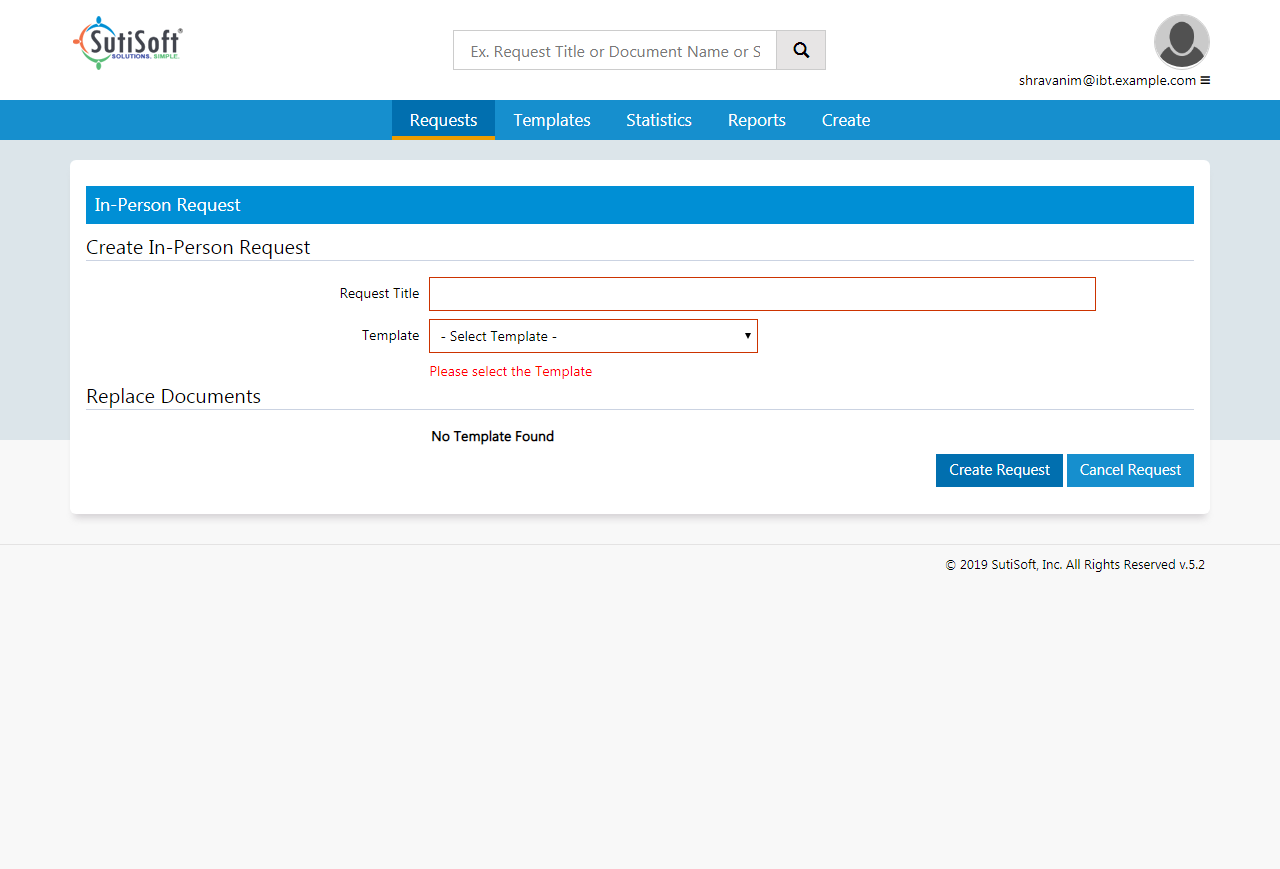 SutiSoft®
SOLUTIONS. SIMPLE.
Ex. Request Title or Document Name or S
shravanim@ibt.example.com ≡
Requests Templates Statistics Reports Create
In-Person Request
Create In-Person Request
Request Title
Template - Select Template -
Please select the Template
Replace Documents
No Template Found
Create Request Cancel Request
© 2019 SutiSoft, Inc. All Rights Reserved v.5.2